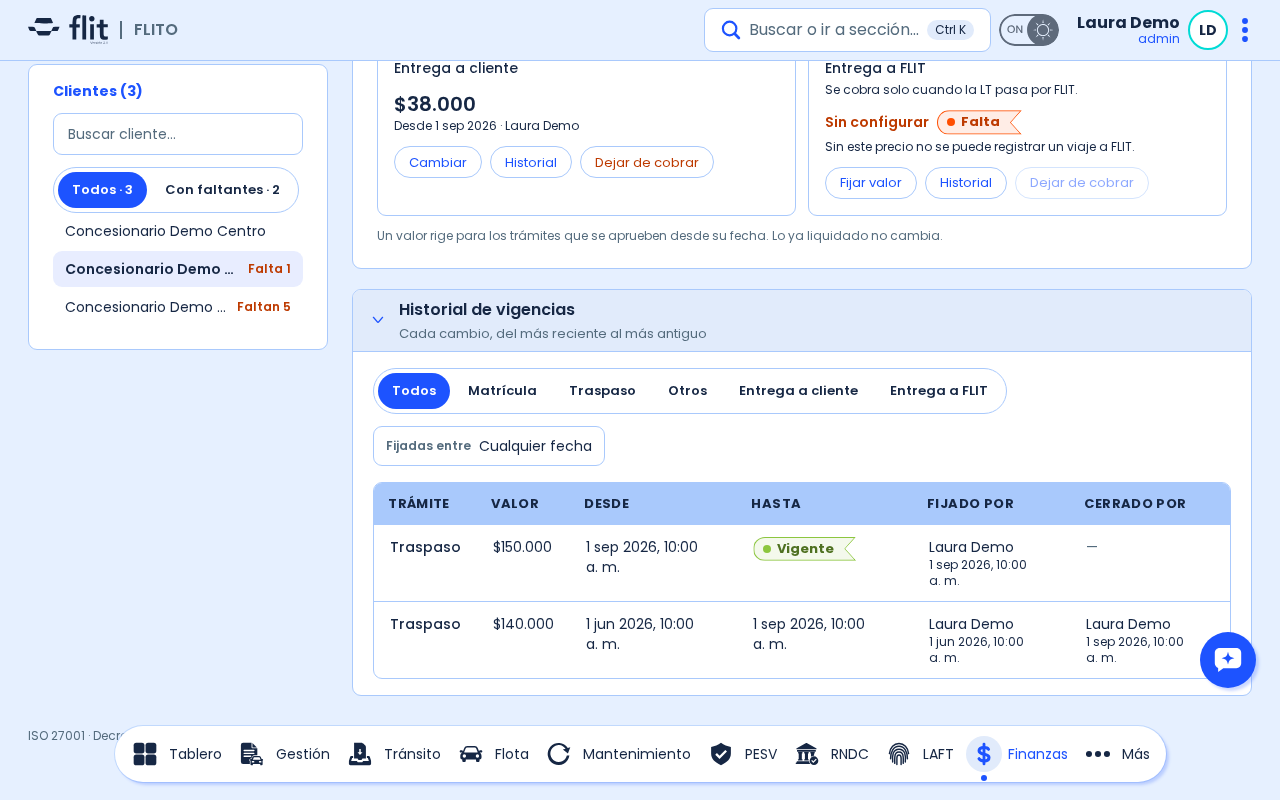 flit
FLITO
Buscar o ir a sección...
Ctrl K
ON
Laura Demo
admin
LD
Clientes (3)
Buscar cliente...
Todos · 3
Con faltantes · 2
Concesionario Demo Centro
Concesionario Demo ...
Falta 1
Concesionario Demo ...
Faltan 5
Entrega a cliente
$38.000
Desde 1 sep 2026 · Laura Demo
Cambiar
Historial
Dejar de cobrar
Entrega a FLIT
Se cobra solo cuando la LT pasa por FLIT.
Sin configurar
Falta
Sin este precio no se puede registrar un viaje a FLIT.
Fijar valor
Historial
Dejar de cobrar
Un valor rige para los trámites que se aprueben desde su fecha. Lo ya liquidado no cambia.
Historial de vigencias
Cada cambio, del más reciente al más antiguo
Todos
Matrícula
Traspaso
Otros
Entrega a cliente
Entrega a FLIT
Fijadas entre
Cualquier fecha
TRÁMITE
VALOR
DESDE
HASTA
FIJADO POR
CERRADO POR
Traspaso
$150.000
1 sep 2026, 10:00
a. m.
Vigente
Laura Demo
1 sep 2026, 10:00
a. m.
—
Traspaso
$140.000
1 jun 2026, 10:00
a. m.
1 sep 2026, 10:00
a. m.
Laura Demo
1 jun 2026, 10:00
a. m.
Laura Demo
1 sep 2026, 10:00
a. m.
ISO 27001 ·
Tablero
Gestión
Tránsito
Flota
Mantenimiento
PESV
RNDC
LAFT
Finanzas
Más